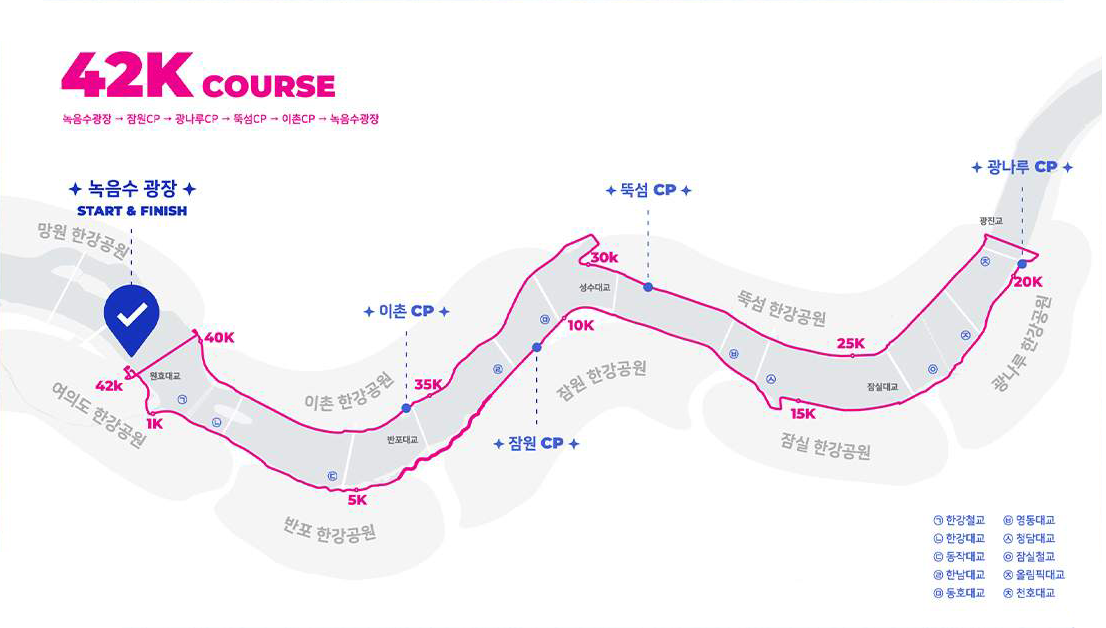 42K COURSE
녹음수광장 → 잠원CP → 광나루CP → 뚝섬CP → 이촌CP → 녹음수광장
✦ 녹음수 광장 ✦
START & FINISH
망원 한강공원
✦ 이촌 CP ✦
✦ 뚝섬 CP ✦
✦ 광나루 CP ✦
광진교
㉛
20K
30k
성수대교
뚝섬 한강공원
㉤
10K
25K
㉨
광나루 한강공원
40K
42k
원효대교
1K
㉠
㉡
여의도 한강공원
이촌 한강공원
35K
㉣
잠원 한강공원
㉥
㉦
㉧
잠실대교
15K
잠실 한강공원
반포대교
㉢
5K
반포 한강공원
✦ 잠원 CP ✦
㉠ 한강철교 ㉥ 영동대교
㉡ 한강대교 ㉦ 청담대교
㉢ 동작대교 ㉧ 잠실철교
㉣ 한남대교 ㉨ 올림픽대교
㉤ 동호대교 ㉩ 천호대교